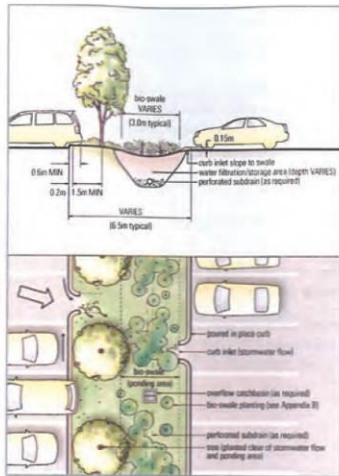 bio-swale
VARIES
(3.0m typical)
0.15m
curb inlet slope to swale
water filtration/storage area (depth VARIES)
perforated subdrain (as required)
0.6m MIN
0.2m
1.5m MIN
VARIES
(6.5m typical)
poured in place curb
curb inlet (stormwater flow)
bio-swale
(ponding area)
overflow catchbasin (as required)
bio-swale planting (see Appendix B)
perforated subdrain (as required)
tree (planted clear of stormwater flow
and ponding area)